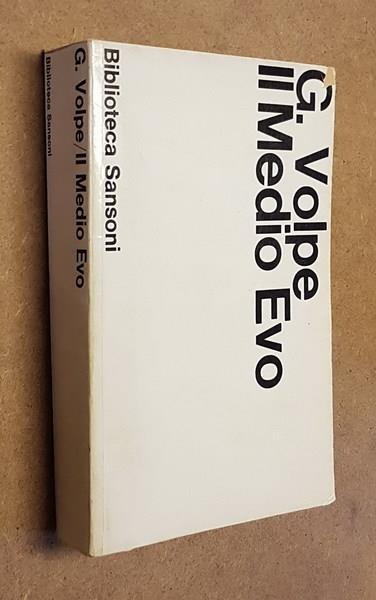 G. Volpe
Il Medio Evo
Biblioteca Sansoni
G. Volpe/Il Medio Evo
Biblioteca Sansoni